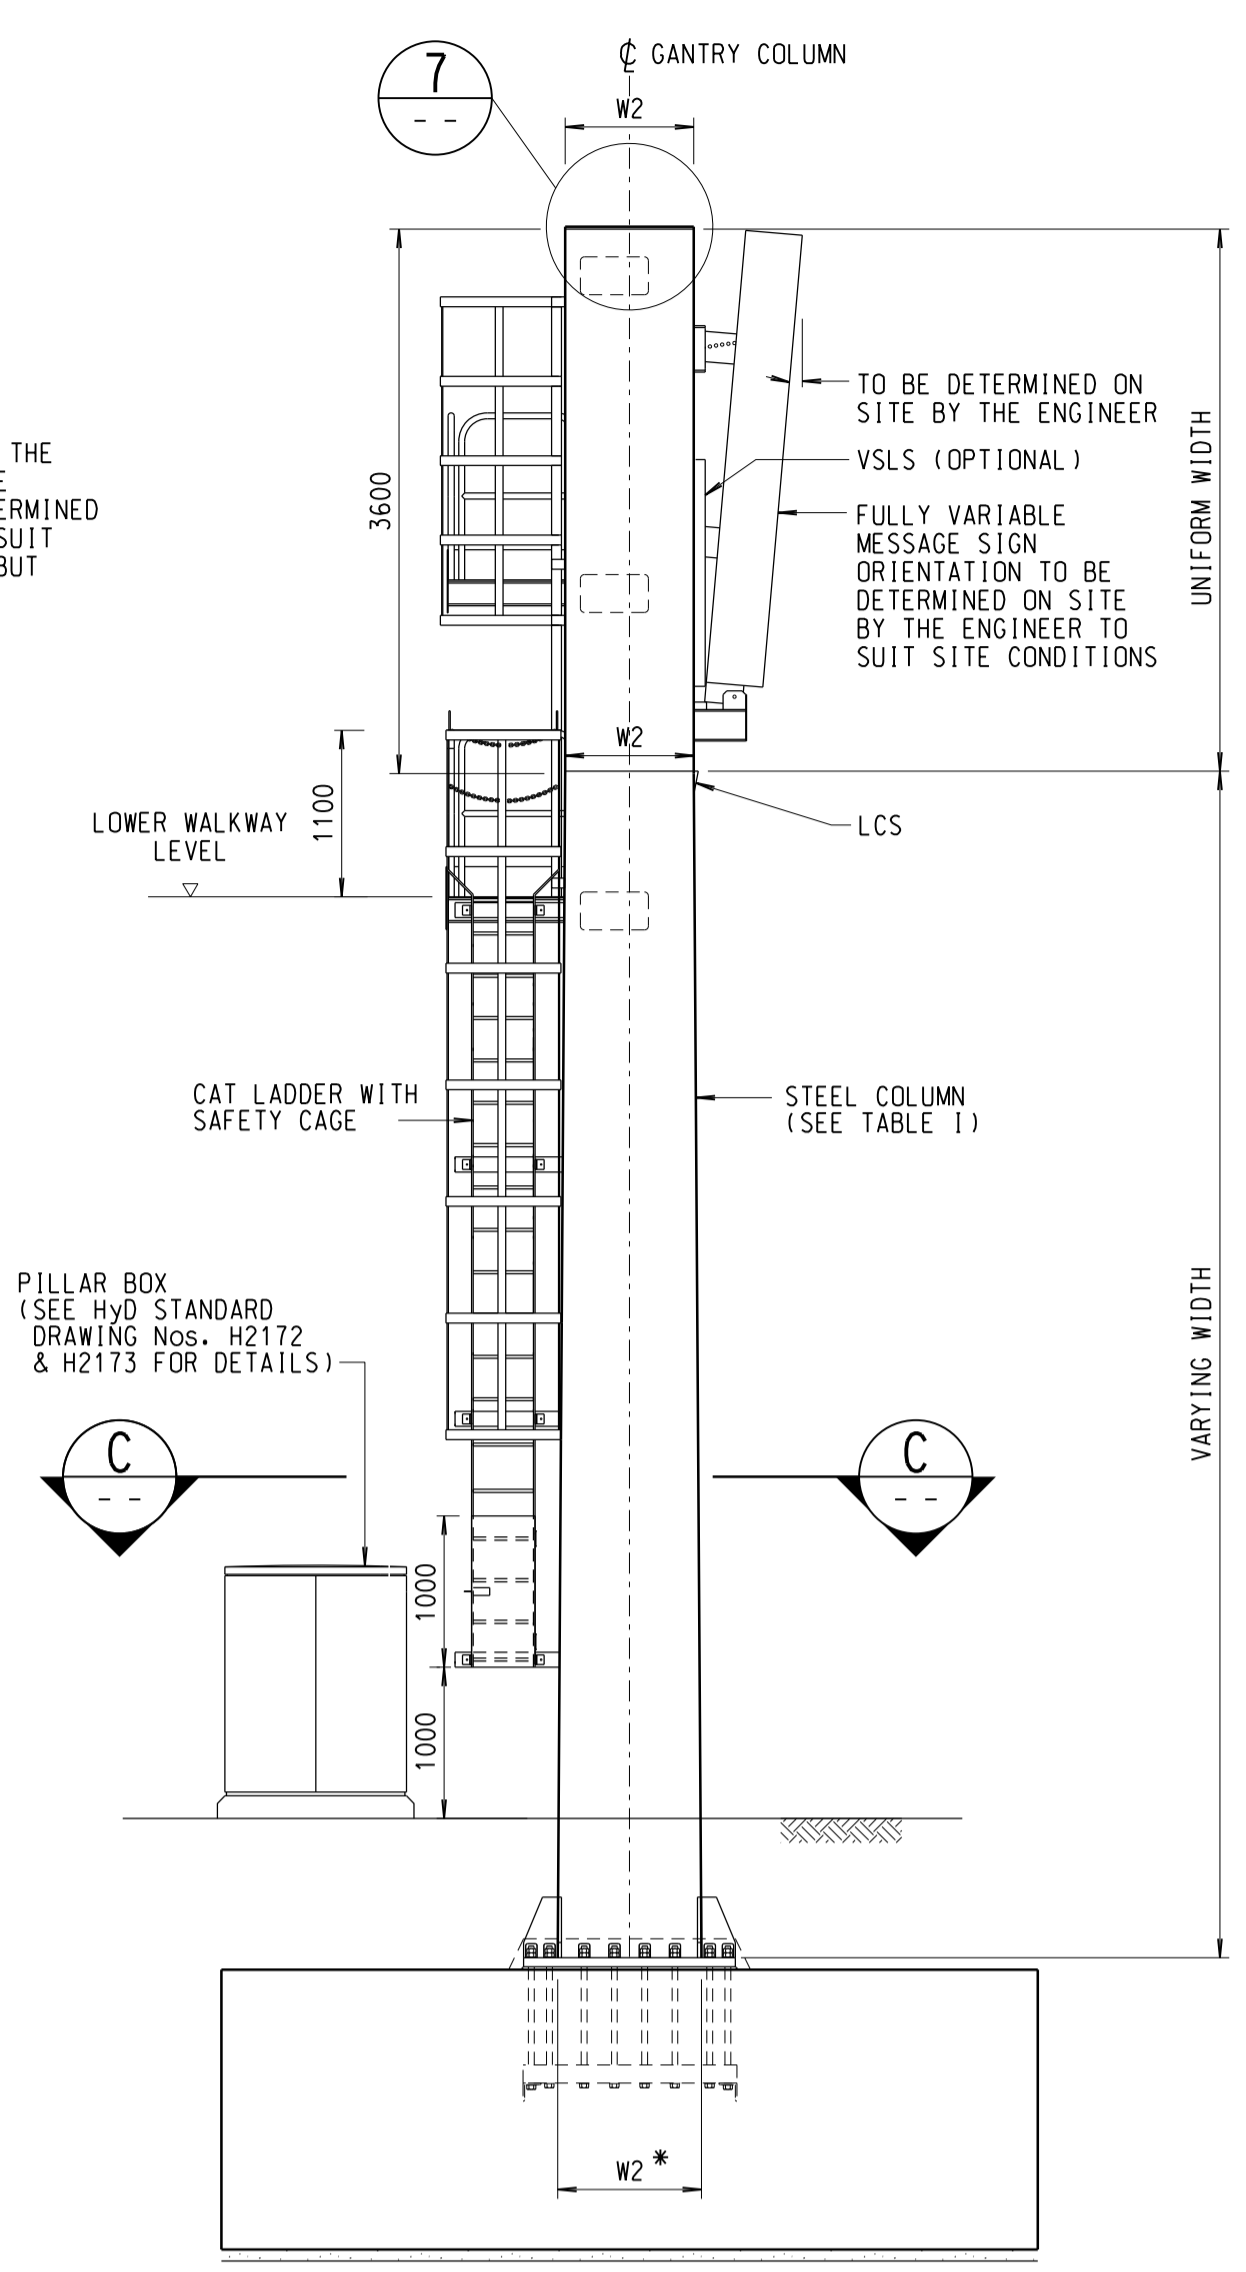 7
- -
℄ GANTRY COLUMN
W2
THE
E
ERMINED
SUIT
BUT
3600
TO BE DETERMINED ON
SITE BY THE ENGINEER
VSLS (OPTIONAL)
FULLY VARIABLE
MESSAGE SIGN
ORIENTATION TO BE
DETERMINED ON SITE
BY THE ENGINEER TO
SUIT SITE CONDITIONS
UNIFORM WIDTH
W2
1100
LOWER WALKWAY
LEVEL
LCS
CAT LADDER WITH
SAFETY CAGE
STEEL COLUMN
(SEE TABLE I)
PILLAR BOX
(SEE HyD STANDARD
DRAWING Nos. H2172
& H2173 FOR DETAILS)
VARYING WIDTH
C
- -
C
- -
1000
1000
W2 *